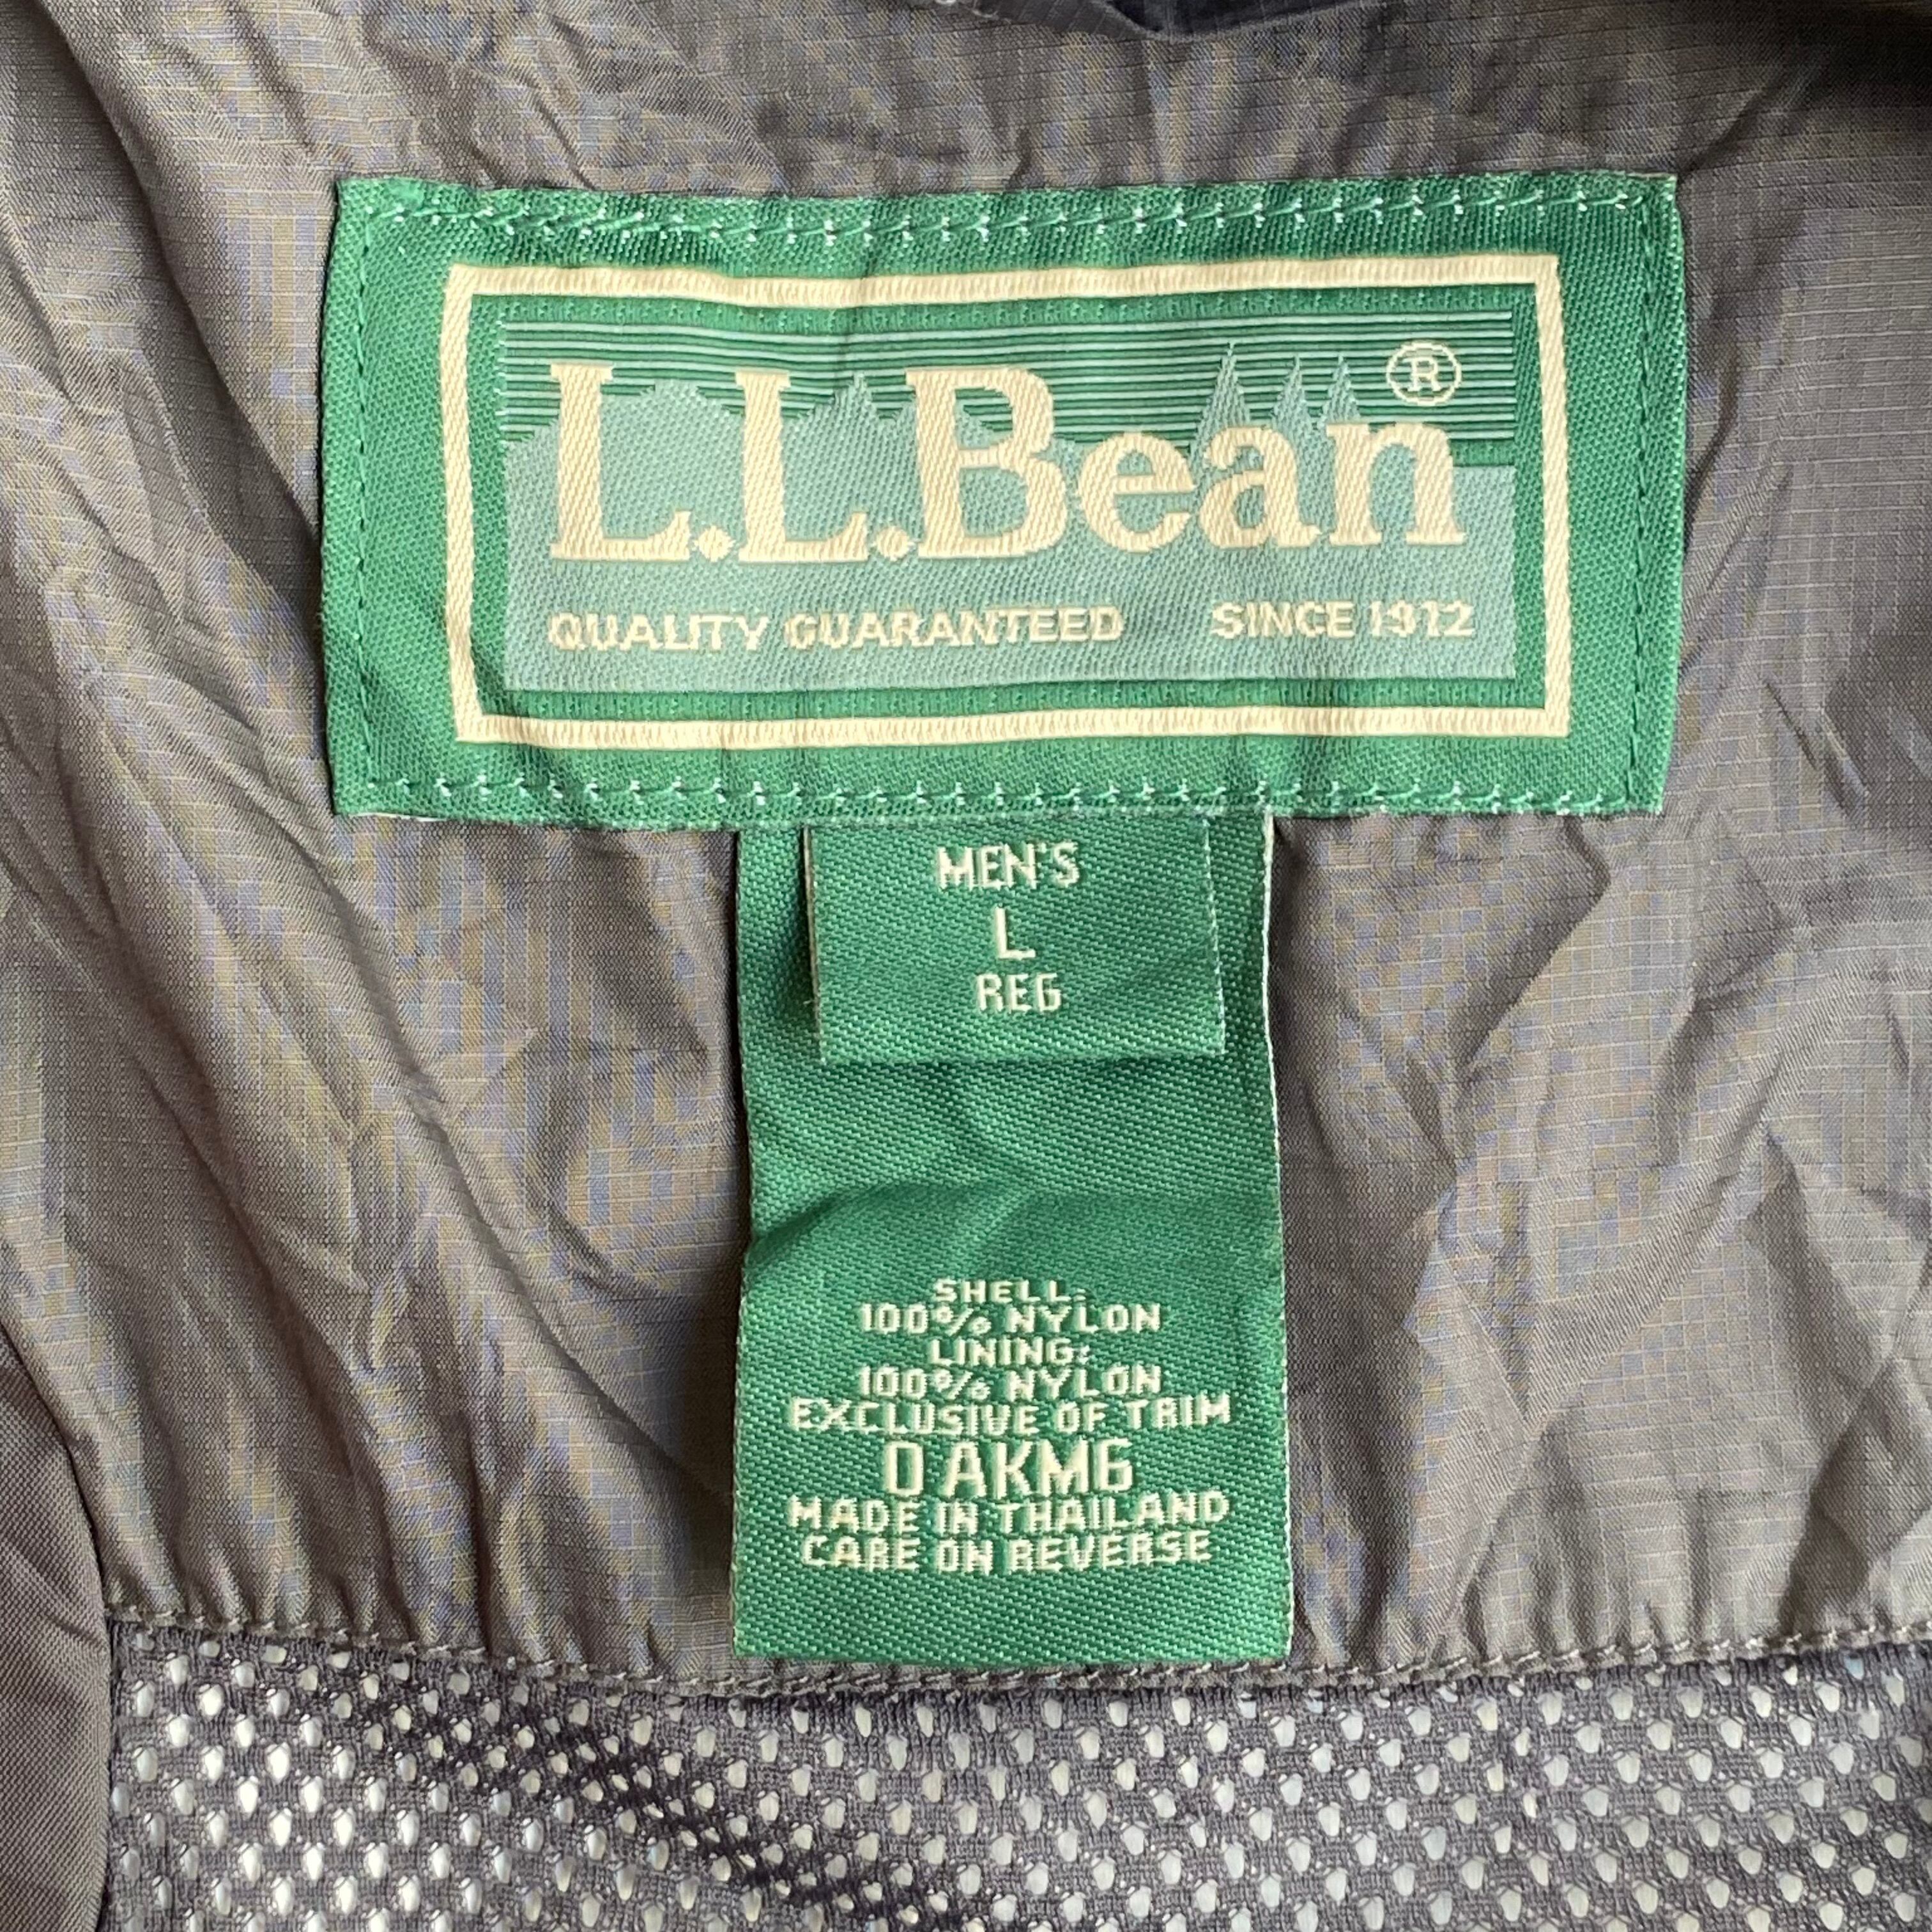 L.L.Bean®
QUALITY GUARANTEED SINCE 1912
MEN'S
L
REG
SHELL:
100% NYLON
LINING:
100% NYLON
EXCLUSIVE OF TRIM
0 AKM6
MADE IN THAILAND
CARE ON REVERSE